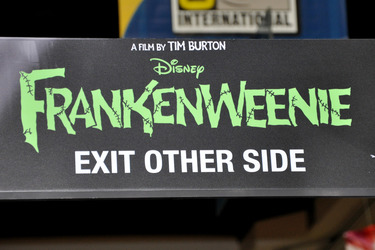 INTERNATIONAL
A FILM BY TIM BURTON
Disney
FRANKENWEENIE
EXIT OTHER SIDE